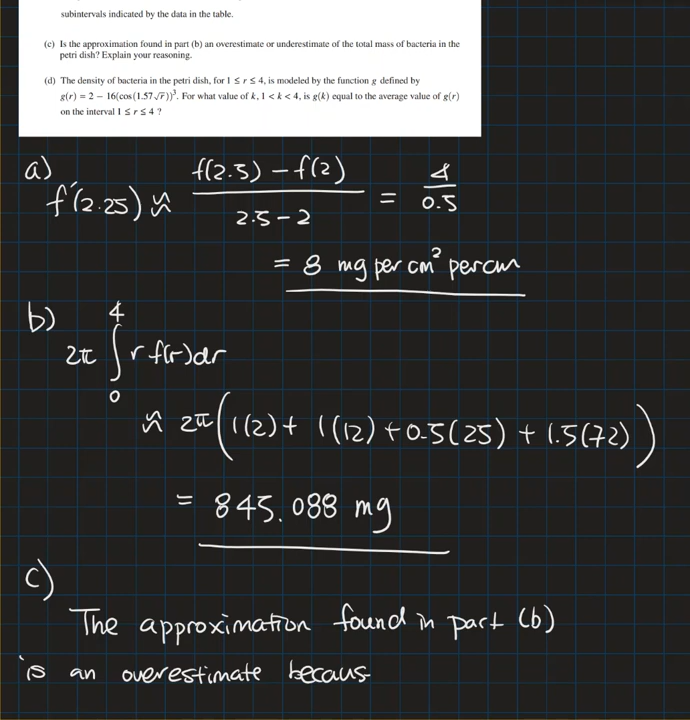 subintervals indicated by the data in the table.
(c) Is the approximation found in part (b) an overestimate or underestimate of the total mass of bacteria in the
petri dish? Explain your reasoning.
(d) The density of bacteria in the petri dish, for 1 ≤ r ≤ 4, is modeled by the function g defined by
g(r) = 2 − 16(cos(1.57√r))³. For what value of k, 1 < k < 4, is g(k) equal to the average value of g(r)
on the interval 1 ≤ r ≤ 4 ?
a)
f'(2.25) ≈ (f(2.5) − f(2))/(2.5 − 2) = 4/0.5
= 8 mg per cm² per cm
b)
2π ∫₀⁴ r f(r) dr
≈ 2π(1(2) + 1(12) + 0.5(25) + 1.5(72))
= 845.088 mg
c)
The approximation found in part (b)
is an overestimate becaus